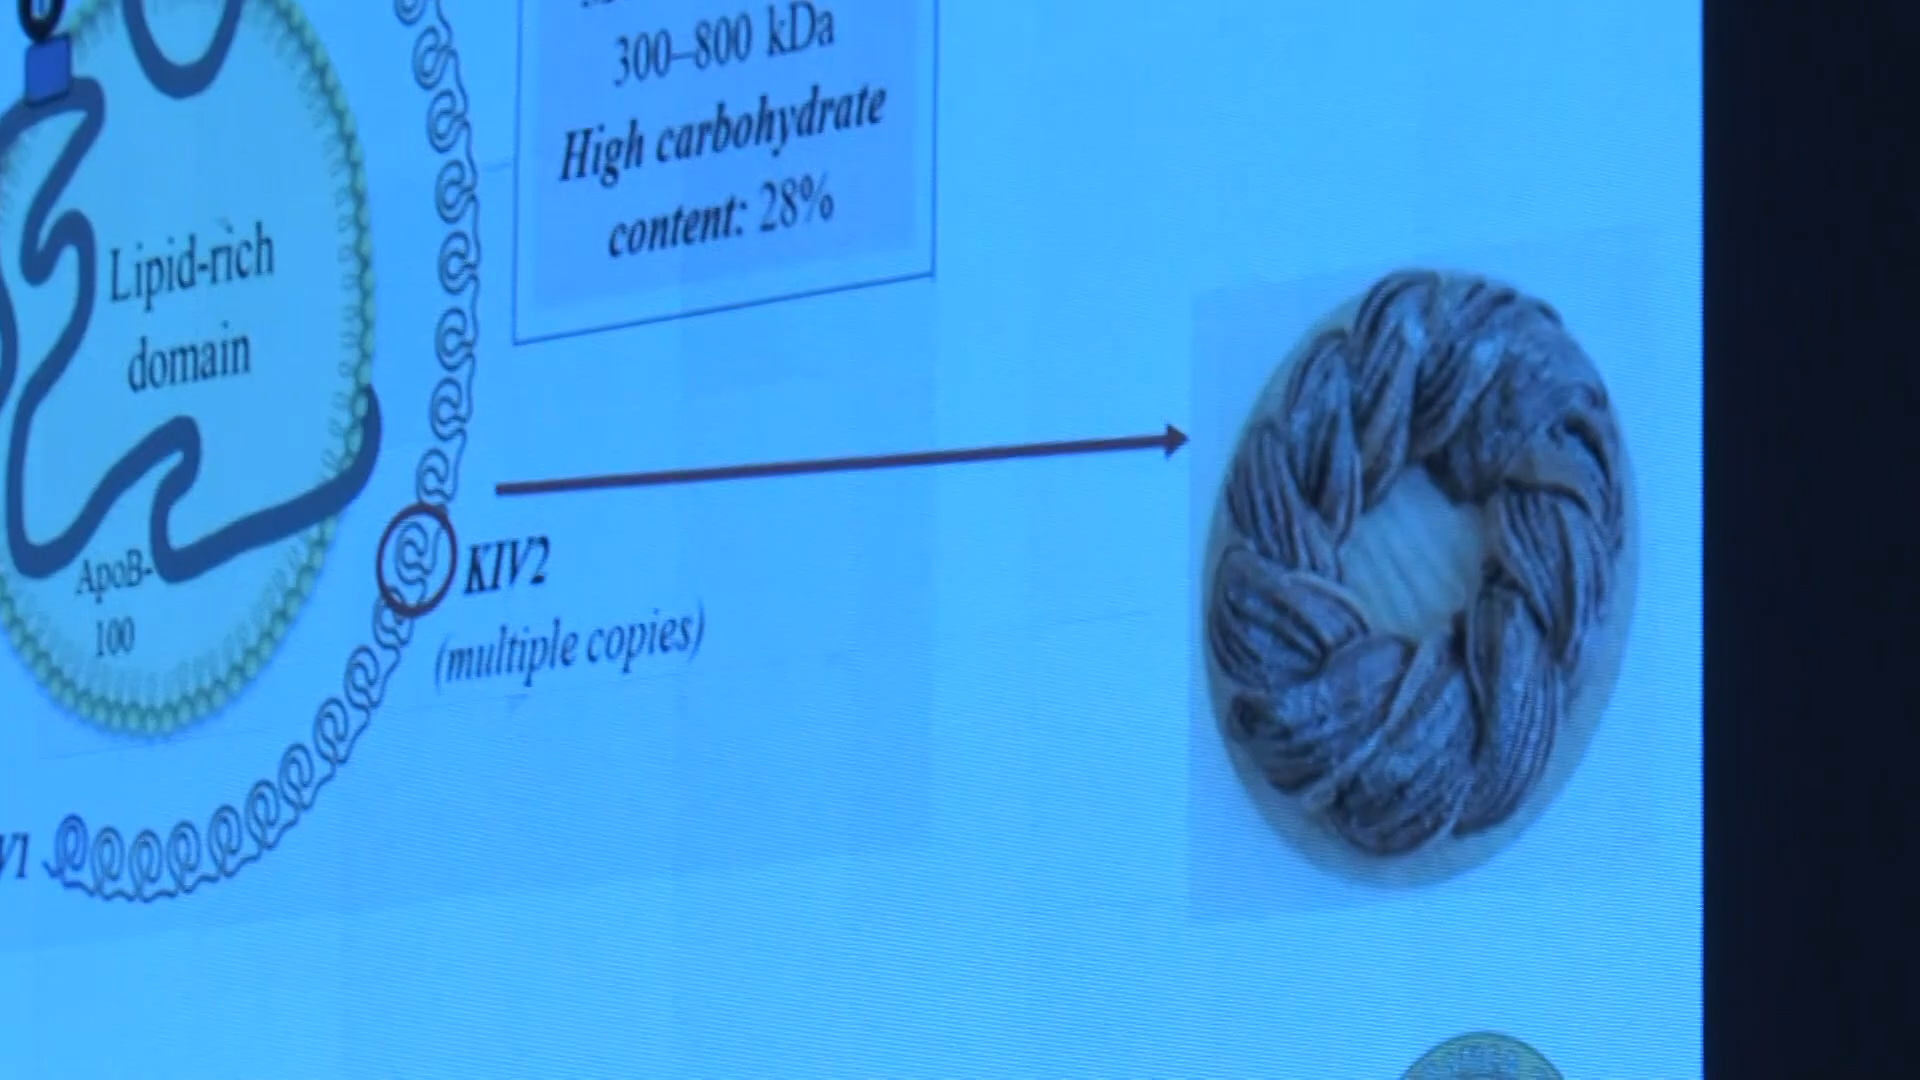 300–800 kDa
High carbohydrate
content: 28%
Lipid-rich
domain
ApoB-
100
KIV2
(multiple copies)